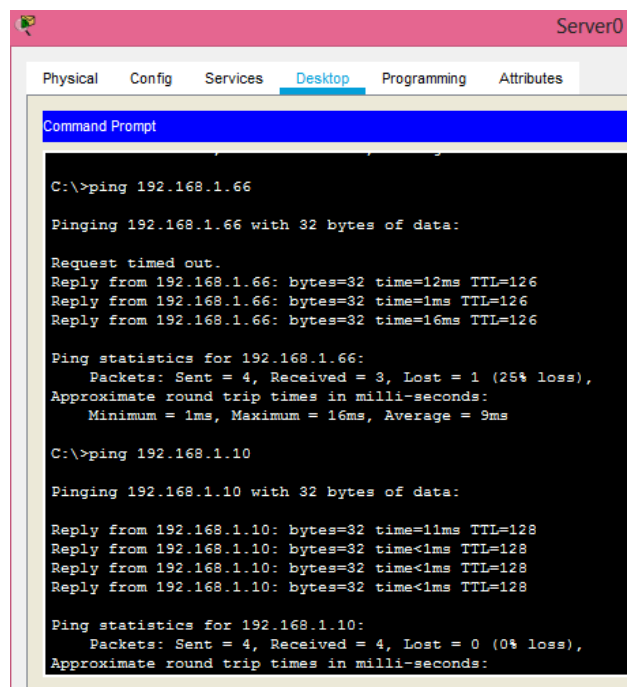 Server0
Physical Config Services Desktop Programming Attributes
Command Prompt
C:\>ping 192.168.1.66
Pinging 192.168.1.66 with 32 bytes of data:
Request timed out.
Reply from 192.168.1.66: bytes=32 time=12ms TTL=126
Reply from 192.168.1.66: bytes=32 time=1ms TTL=126
Reply from 192.168.1.66: bytes=32 time=16ms TTL=126
Ping statistics for 192.168.1.66:
Packets: Sent = 4, Received = 3, Lost = 1 (25% loss),
Approximate round trip times in milli-seconds:
Minimum = 1ms, Maximum = 16ms, Average = 9ms
C:\>ping 192.168.1.10
Pinging 192.168.1.10 with 32 bytes of data:
Reply from 192.168.1.10: bytes=32 time=11ms TTL=128
Reply from 192.168.1.10: bytes=32 time<1ms TTL=128
Reply from 192.168.1.10: bytes=32 time<1ms TTL=128
Reply from 192.168.1.10: bytes=32 time<1ms TTL=128
Ping statistics for 192.168.1.10:
Packets: Sent = 4, Received = 4, Lost = 0 (0% loss),
Approximate round trip times in milli-seconds: